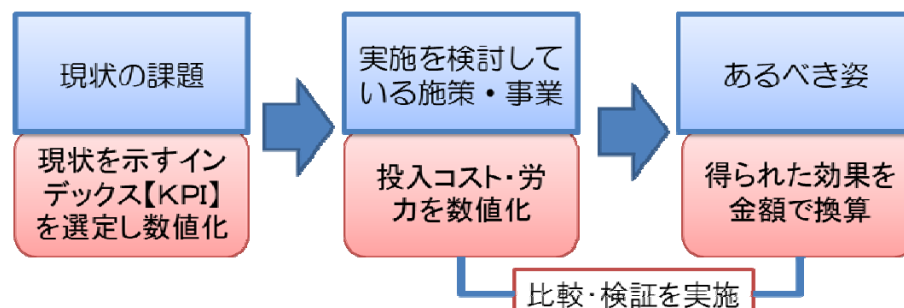 現状の課題
現状を示すイン
デックス【KPI】
を選定し数値化
実施を検討して
いる施策・事業
投入コスト・労
力を数値化
あるべき姿
得られた効果を
金額で換算
比較・検証を実施